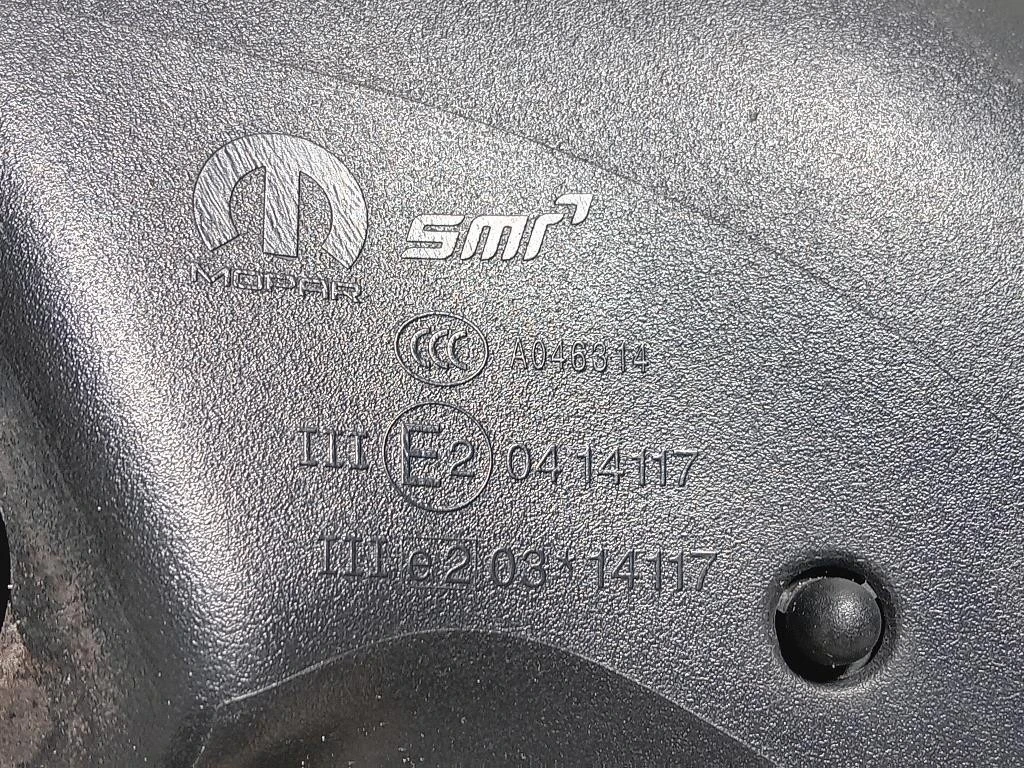 MOPAR
smr
CCC A046314
III E2 04 14117
III e2 03*14117